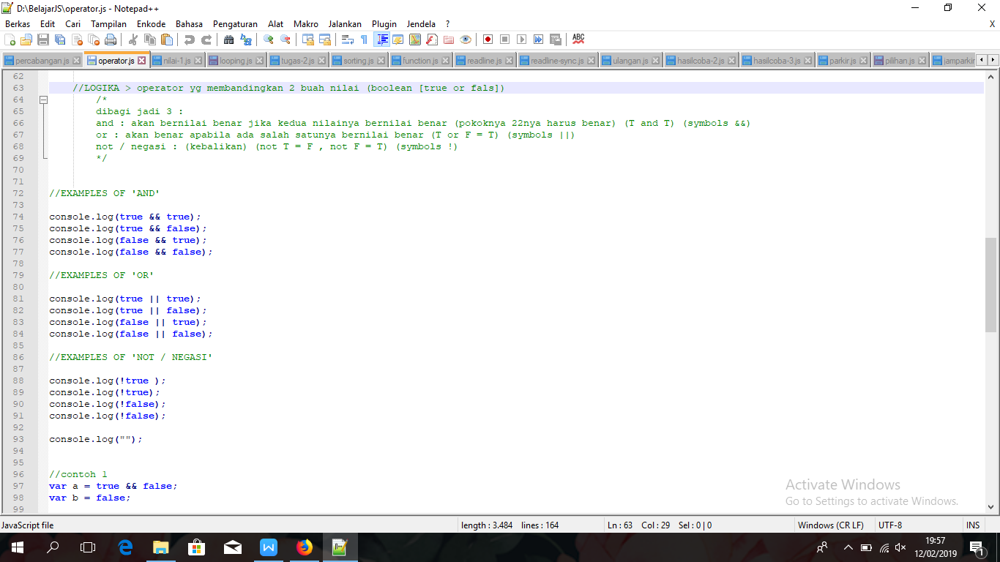 D:\BelajarJS\operator.js - Notepad++
Berkas Edit Cari Tampilan Enkode Bahasa Pengaturan Alat Makro Jalankan Plugin Jendela ? X
ABC
percabangan.js operator.js nilai-1.js looping.js tugas-2.js sorting.js function.js readline.js readline-sync.js ulangan.js hasilcoba-2.js hasilcoba-3.js parkir.js pilihan.js jamparkir
62
63 //LOGIKA > operator yg membandingkan 2 buah nilai (boolean [true or fals])
64 /*
65 dibagi jadi 3 :
66 and : akan bernilai benar jika kedua nilainya bernilai benar (pokoknya 22nya harus benar) (T and T) (symbols &&)
67 or : akan benar apabila ada salah satunya bernilai benar (T or F = T) (symbols ||)
68 not / negasi : (kebalikan) (not T = F , not F = T) (symbols !)
69 */
70
71
72 //EXAMPLES OF 'AND'
73
74 console.log(true && true);
75 console.log(true && false);
76 console.log(false && true);
77 console.log(false && false);
78
79 //EXAMPLES OF 'OR'
80
81 console.log(true || true);
82 console.log(true || false);
83 console.log(false || true);
84 console.log(false || false);
85
86 //EXAMPLES OF 'NOT / NEGASI'
87
88 console.log(!true );
89 console.log(!true);
90 console.log(!false);
91 console.log(!false);
92
93 console.log("");
94
95
96 //contoh 1
97 var a = true && false;
98 var b = false;
99
Activate Windows
Go to Settings to activate Windows.
JavaScript file length : 3.484 lines : 164 Ln : 63 Col : 29 Sel : 0 | 0 Windows (CR LF) UTF-8 INS
19:57
12/02/2019
1